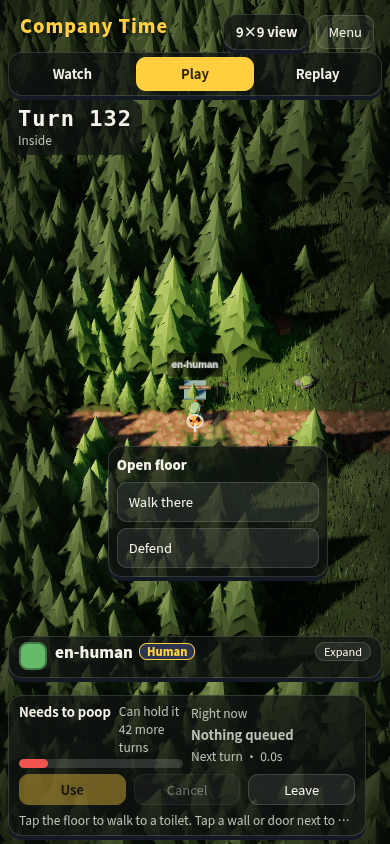 Company Time
9×9 view
Menu
Watch
Play
Replay
Turn 132
Inside
en-human
Open floor
Walk there
Defend
en-human
Human
Expand
Needs to poop
Can hold it
42 more
turns
Right now
Nothing queued
Next turn • 0.0s
Use
Cancel
Leave
Tap the floor to walk to a toilet. Tap a wall or door next to ···